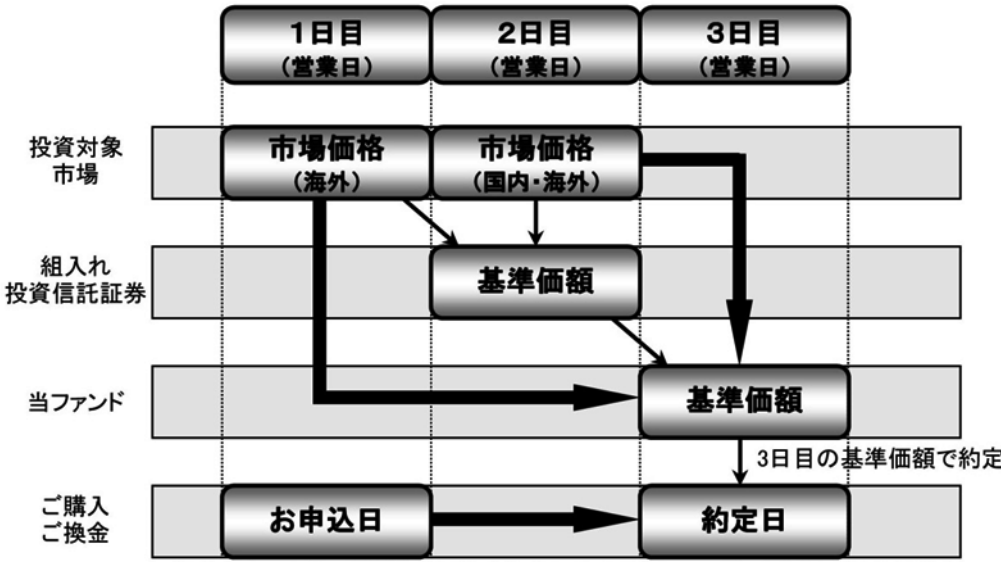 1日目
(営業日)
2日目
(営業日)
3日目
(営業日)
投資対象
市場
市場価格
(海外)
市場価格
(国内・海外)
組入れ
投資信託証券
基準価額
当ファンド
基準価額
3日目の基準価額で約定
ご購入
ご換金
お申込日
約定日